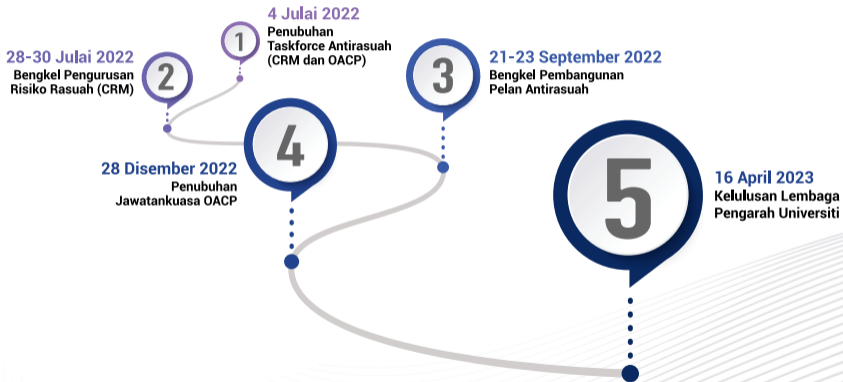 4 Julai 2022
1
Penubuhan
Taskforce Antirasuah
(CRM dan OACP)
28-30 Julai 2022
2
Bengkel Pengurusan
Risiko Rasuah (CRM)
21-23 September 2022
3
Bengkel Pembangunan
Pelan Antirasuah
4
28 Disember 2022
Penubuhan
Jawatankuasa OACP
5
16 April 2023
Kelulusan Lembaga
Pengarah Universiti